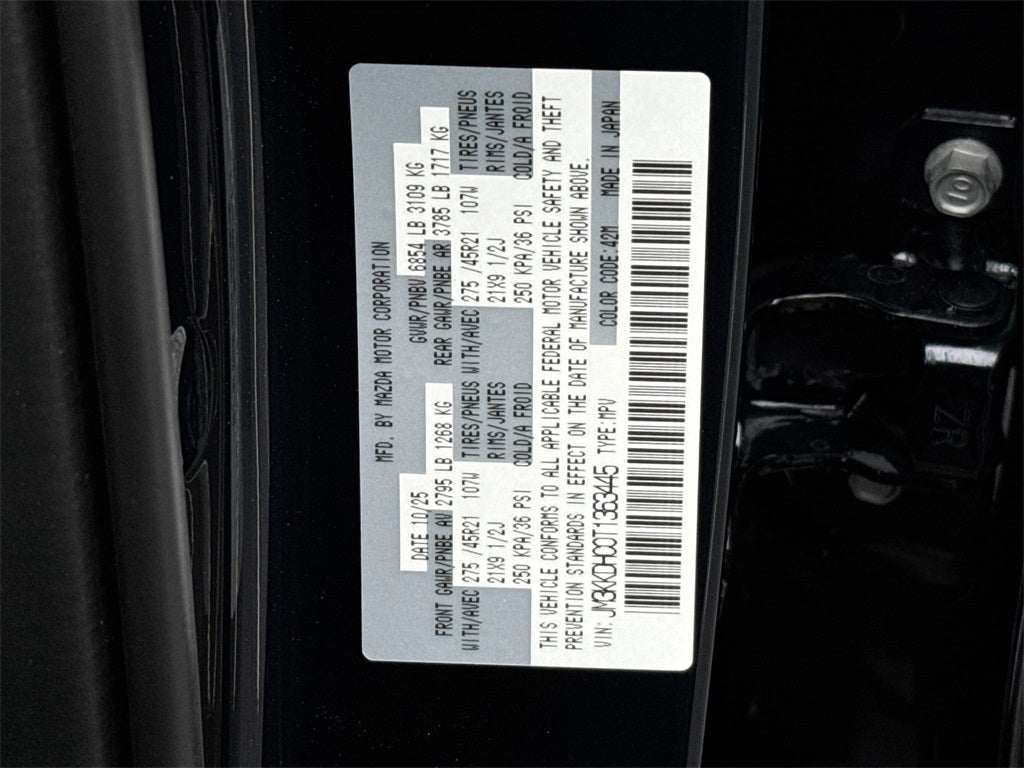 MFD. BY MAZDA MOTOR CORPORATION
DATE 10/25 GVWR/PNBV 6854 LB 3109 KG
FRONT GAWR/PNBE AV 2795 LB 1268 KG REAR GAWR/PNBE AR 3785 LB 1717 KG
WITH/AVEC 275 /45R21 107W TIRES/PNEUS WITH/AVEC 275 /45R21 107W TIRES/PNEUS
21X9 1/2J RIMS/JANTES 21X9 1/2J RIMS/JANTES
250 KPA/36 PSI COLD/A FROID 250 KPA/36 PSI COLD/A FROID
THIS VEHICLE CONFORMS TO ALL APPLICABLE FEDERAL MOTOR VEHICLE SAFETY AND THEFT
PREVENTION STANDARDS IN EFFECT ON THE DATE OF MANUFACTURE SHOWN ABOVE.
VIN: JM3KKDHC0T1363445 TYPE:MPV COLOR CODE:42M MADE IN JAPAN
10
ZR